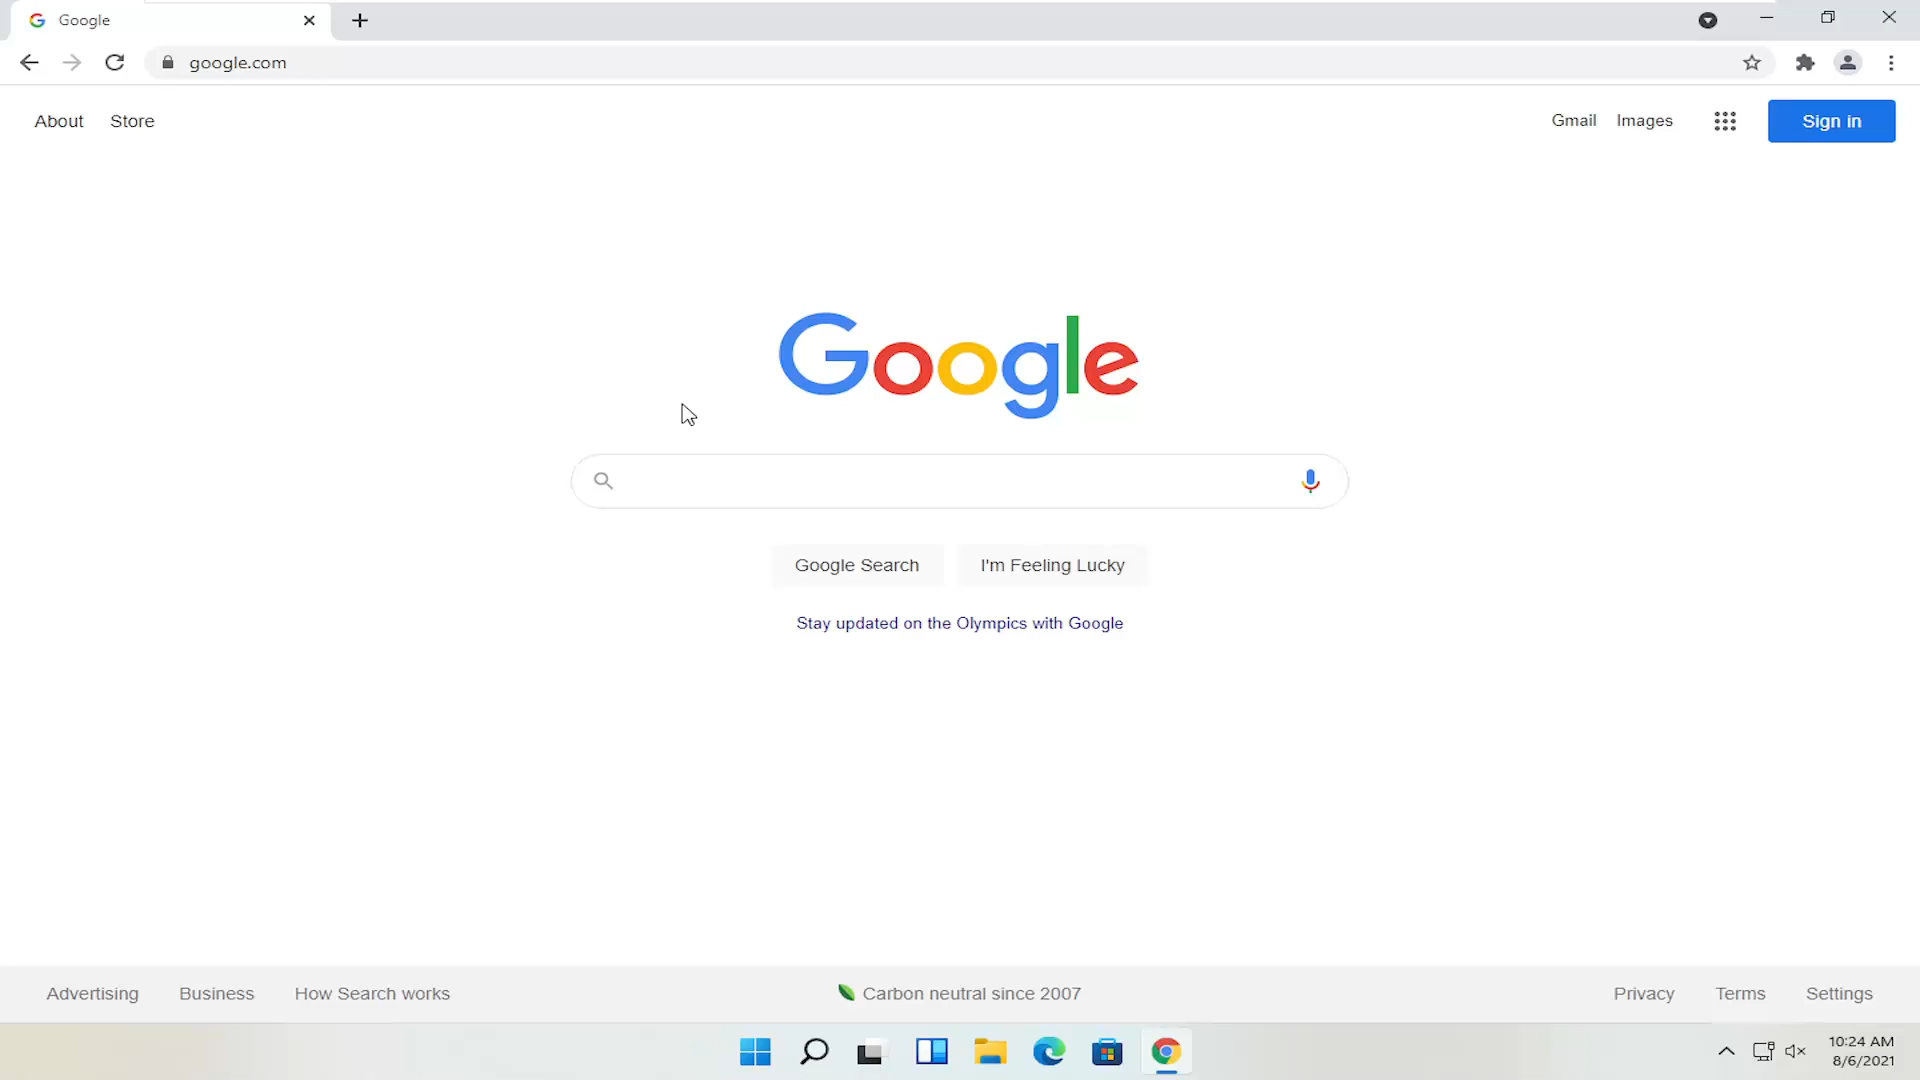 Google
google.com
About Store
Gmail Images Sign in
Google
Google Search I'm Feeling Lucky
Stay updated on the Olympics with Google
Advertising Business How Search works
Carbon neutral since 2007
Privacy Terms Settings
10:24 AM
8/6/2021